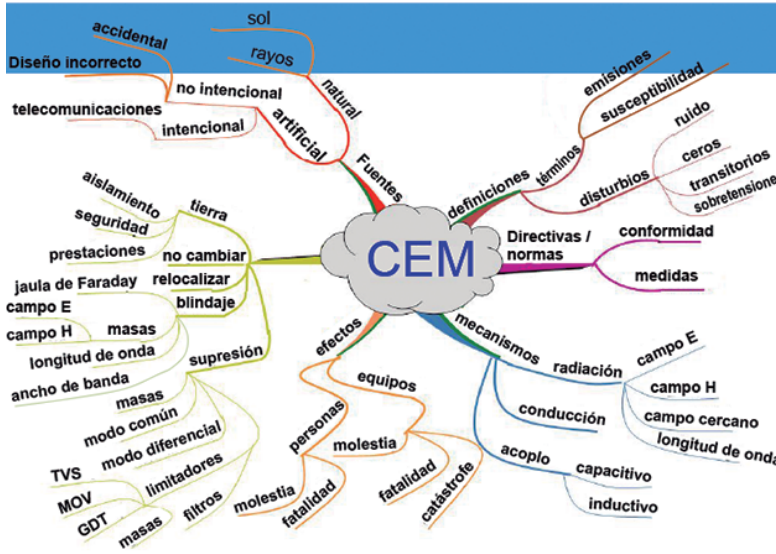 sol
accidental
rayos
Diseño incorrecto
no intencional
natural
telecomunicaciones
intencional
artificial
Fuentes
emisiones
susceptibilidad
términos
definiciones
disturbios
ruido
ceros
transitorios
sobretensione
CEM
Directivas /
normas
conformidad
medidas
aislamiento
tierra
seguridad
prestaciones
no cambiar
relocalizar
jaula de Faraday
blindaje
campo E
campo H
masas
longitud de onda
ancho de banda
supresión
masas
modo común
modo diferencial
TVS
limitadores
MOV
GDT
masas
filtros
efectos
personas
molestia
fatalidad
equipos
molestia
fatalidad
catástrofe
mecanismos
radiación
campo E
campo H
campo cercano
longitud de onda
conducción
acoplo
capacitivo
inductivo